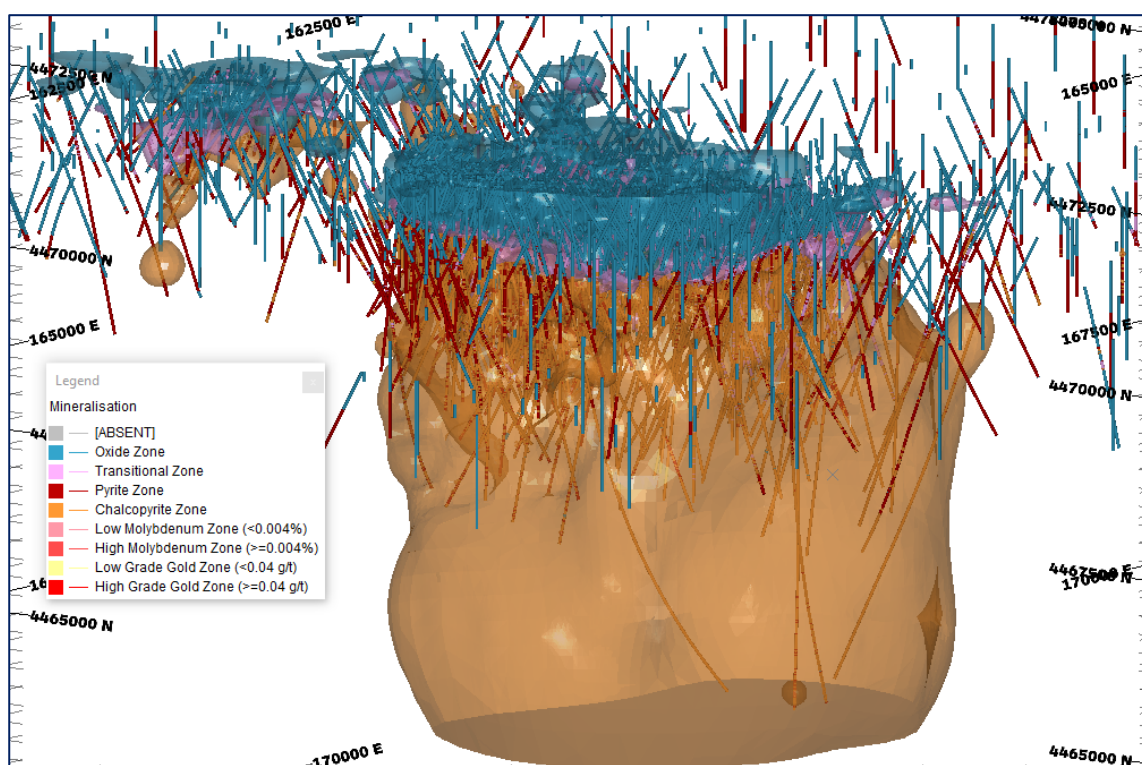 162500 E
4475000 N
165000 E
4472500 N
162500 E
165000 E
4472500 N
4470000 N
165000 E
167500 E
4470000 N
Legend
Mineralisation
[ABSENT]
Oxide Zone
Transitional Zone
Pyrite Zone
Chalcopyrite Zone
Low Molybdenum Zone (<0.004%)
High Molybdenum Zone (>=0.004%)
Low Grade Gold Zone (<0.04 g/t)
High Grade Gold Zone (>=0.04 g/t)
4467500 N
170000 E
4465000 N
170000 E
4465000 N